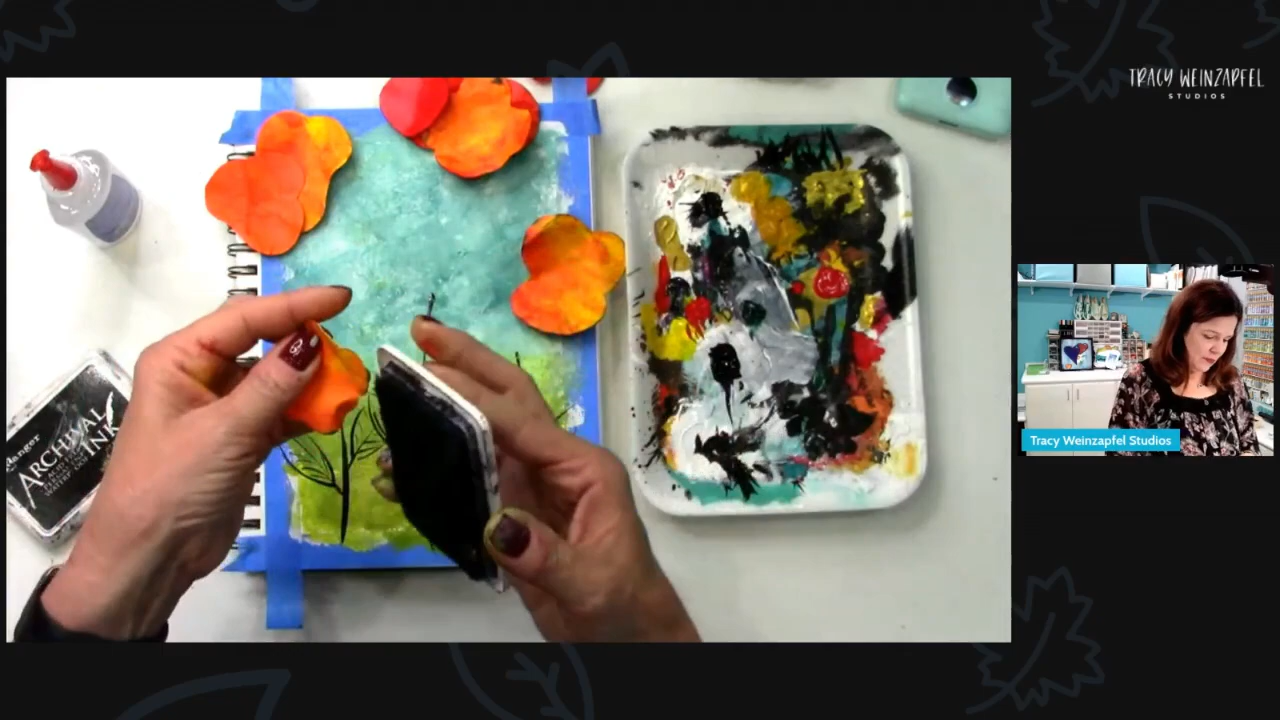 TRACY WEINZAPFEL
STUDIOS
ARCHIVAL
INK
Tracy Weinzapfel Studios